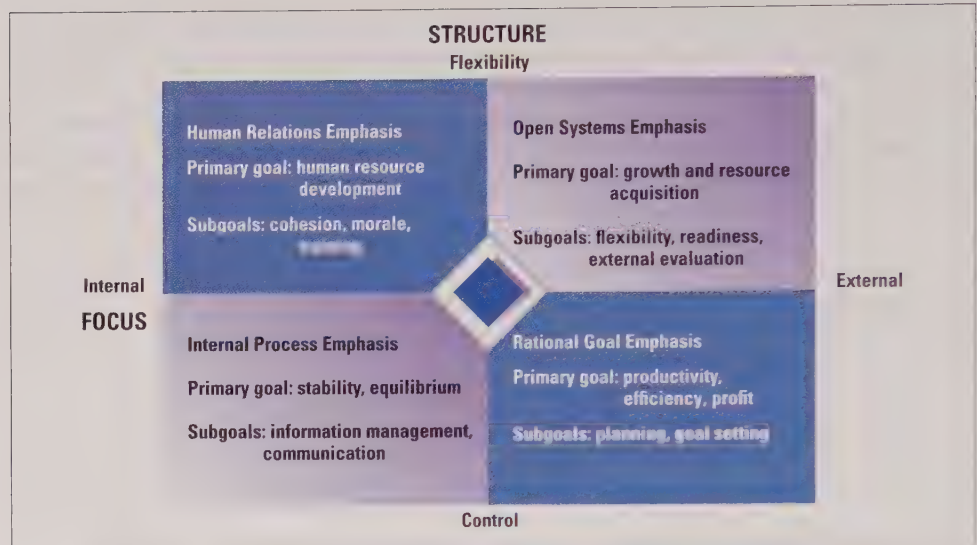 STRUCTURE
Flexibility
Human Relations Emphasis
Primary goal: human resource
development
Subgoals: cohesion, morale,
Open Systems Emphasis
Primary goal: growth and resource
acquisition
Subgoals: flexibility, readiness,
external evaluation
Internal
FOCUS
External
Internal Process Emphasis
Primary goal: stability, equilibrium
Subgoals: information management,
communication
Rational Goal Emphasis
Primary goal: productivity,
efficiency, profit
Subgoals: planning, goal setting
Control